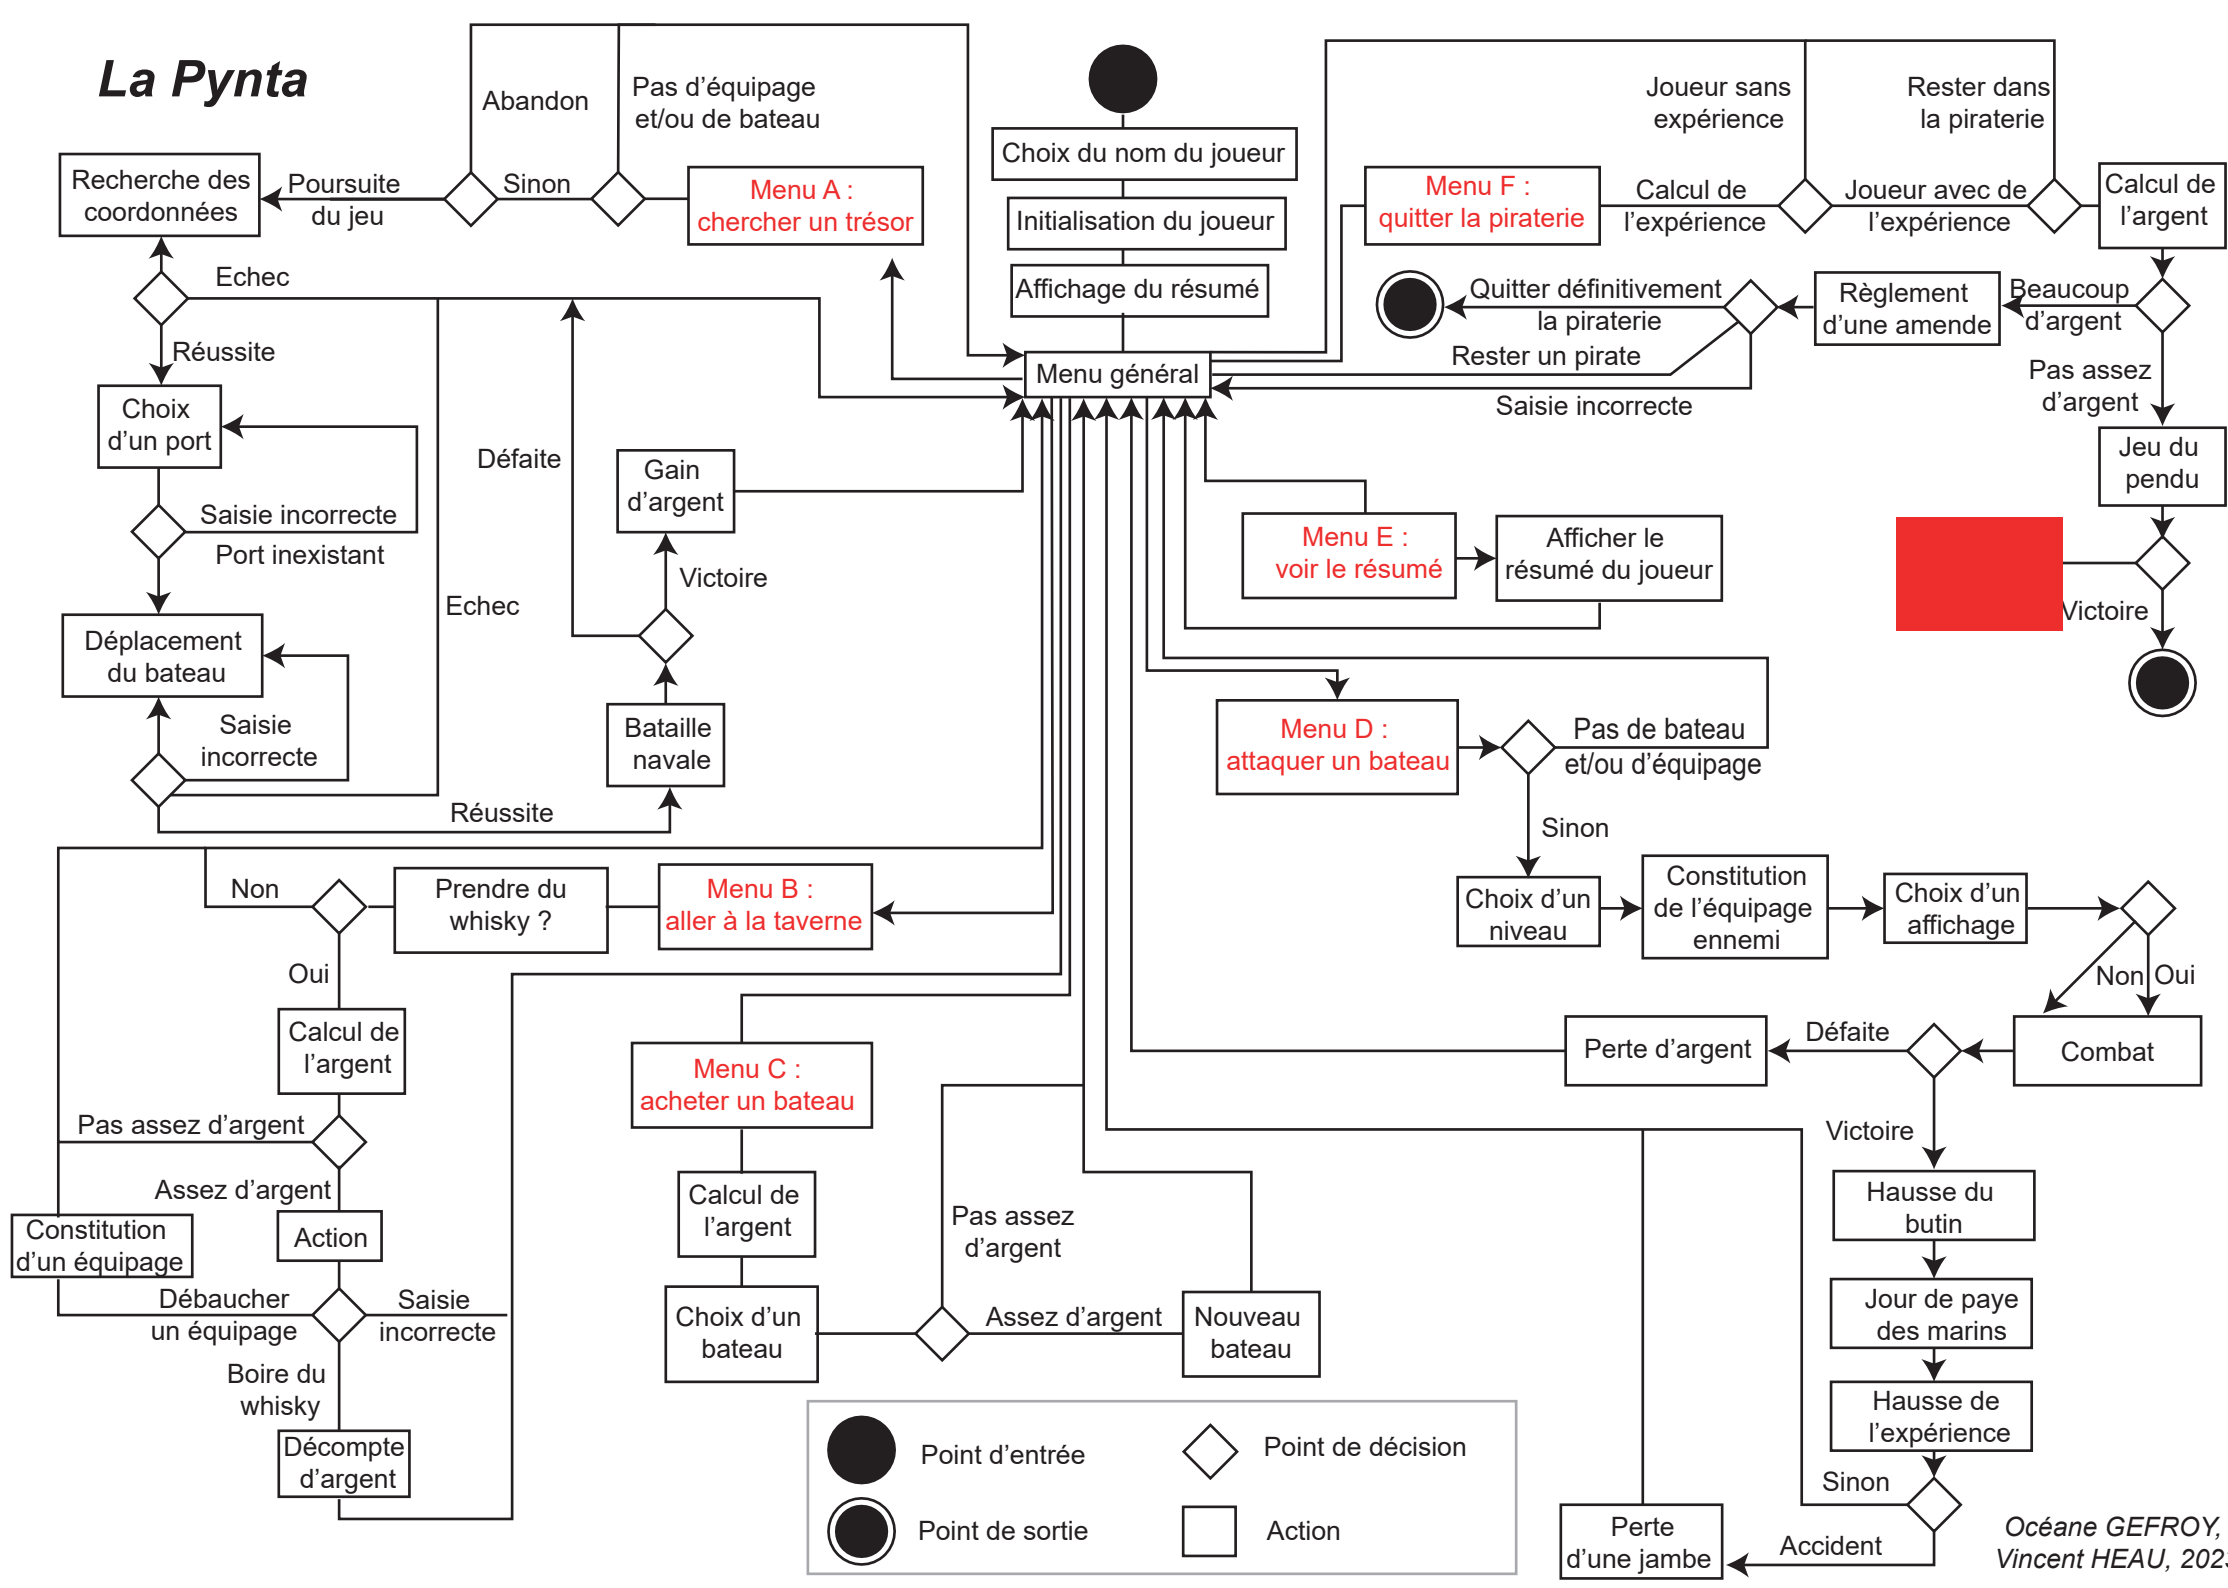 La Pynta
Abandon
Pas d’équipage
et/ou de bateau
Recherche des
coordonnées
Poursuite
du jeu
Sinon
Menu A :
chercher un trésor
Echec
Réussite
Choix
d’un port
Saisie incorrecte
Port inexistant
Déplacement
du bateau
Saisie
incorrecte
Echec
Réussite
Défaite
Gain
d’argent
Victoire
Bataille
navale
Choix du nom du joueur
Initialisation du joueur
Affichage du résumé
Menu général
Joueur sans
expérience
Rester dans
la piraterie
Menu F :
quitter la piraterie
Calcul de
l’expérience
Joueur avec de
l’expérience
Calcul de
l’argent
Quitter définitivement
la piraterie
Règlement
d’une amende
Beaucoup
d’argent
Rester un pirate
Saisie incorrecte
Pas assez
d’argent
Jeu du
pendu
Victoire
Menu E :
voir le résumé
Afficher le
résumé du joueur
Menu D :
attaquer un bateau
Pas de bateau
et/ou d’équipage
Sinon
Choix d’un
niveau
Constitution
de l’équipage
ennemi
Choix d’un
affichage
Non
Oui
Combat
Défaite
Perte d’argent
Victoire
Hausse du
butin
Jour de paye
des marins
Hausse de
l’expérience
Sinon
Accident
Perte
d’une jambe
Non
Prendre du
whisky ?
Menu B :
aller à la taverne
Oui
Calcul de
l’argent
Pas assez d’argent
Assez d’argent
Constitution
d’un équipage
Action
Débaucher
un équipage
Saisie
incorrecte
Boire du
whisky
Décompte
d’argent
Menu C :
acheter un bateau
Calcul de
l’argent
Choix d’un
bateau
Pas assez
d’argent
Assez d’argent
Nouveau
bateau
Point d’entrée
Point de décision
Point de sortie
Action
Océane GEFROY,
Vincent HEAU,